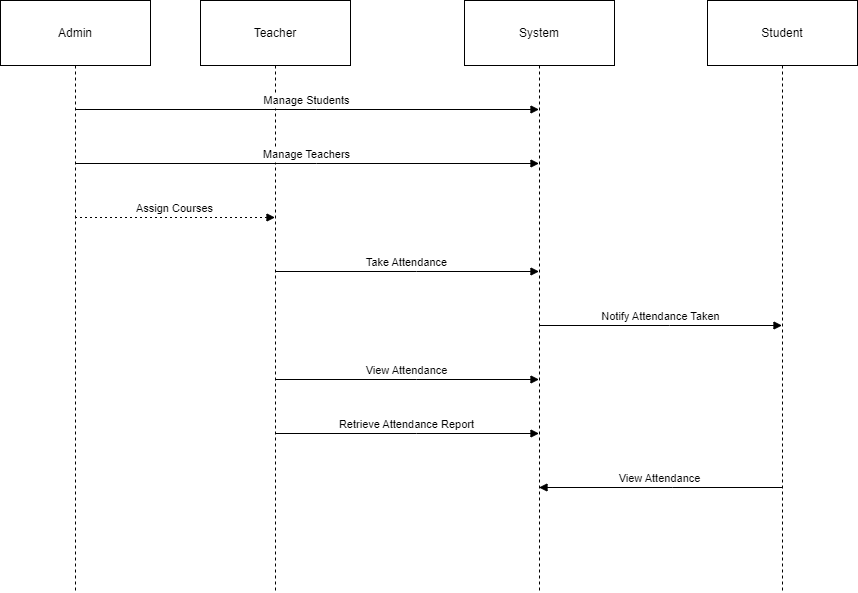 Admin
Teacher
System
Student
Manage Students
Manage Teachers
Assign Courses
Take Attendance
Notify Attendance Taken
View Attendance
Retrieve Attendance Report
View Attendance